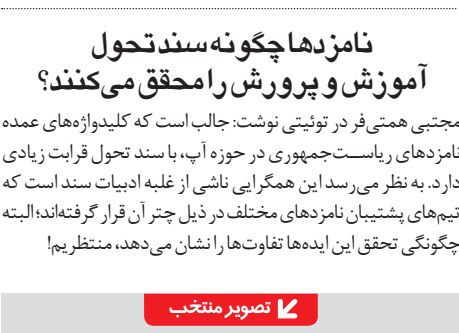 نامزدها چگونه سند تحول
آموزش و پرورش را محقق می‌کنند؟
مجتبی همتی‌فر در توئیتی نوشت: جالب است که کلیدواژه‌های عمده
نامزدهای ریاست‌جمهوری در حوزه آپ، با سند تحول قرابت زیادی
دارد. به نظر می‌رسد این همگرایی ناشی از غلبه ادبیات سند است که
تیم‌های پشتیبان نامزدهای مختلف در ذیل چتر آن قرار گرفته‌اند؛ البته
چگونگی تحقق این ایده‌ها تفاوت‌ها را نشان می‌دهد، منتظریم!
تصویر منتخب